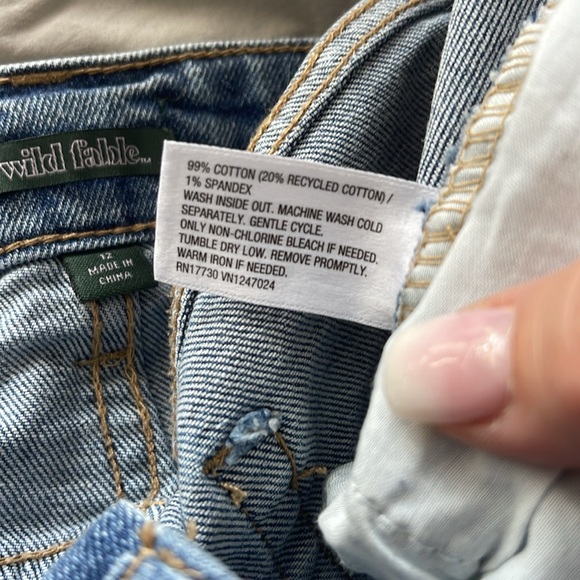 wild fable™
12
MADE IN
CHINA
99% COTTON (20% RECYCLED COTTON) /
1% SPANDEX
WASH INSIDE OUT. MACHINE WASH COLD
SEPARATELY. GENTLE CYCLE.
ONLY NON-CHLORINE BLEACH IF NEEDED.
TUMBLE DRY LOW. REMOVE PROMPTLY.
WARM IRON IF NEEDED.
RN17730 VN1247024